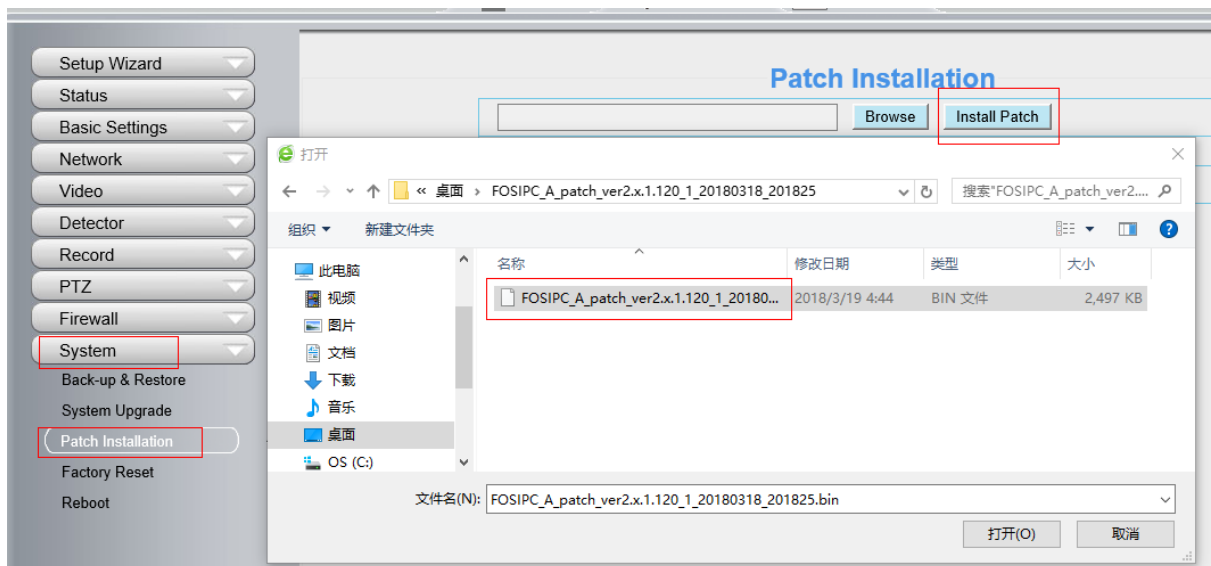 Setup Wizard
Status
Basic Settings
Network
Video
Detector
Record
PTZ
Firewall
System
Back-up & Restore
System Upgrade
Patch Installation
Factory Reset
Reboot
Patch Installation
Browse
Install Patch
打开
« 桌面 › FOSIPC_A_patch_ver2.x.1.120_1_20180318_201825
搜索"FOSIPC_A_patch_ver2....
组织 新建文件夹
此电脑
视频
图片
文档
下载
音乐
桌面
OS (C:)
名称 修改日期 类型 大小
FOSIPC_A_patch_ver2.x.1.120_1_20180... 2018/3/19 4:44 BIN 文件 2,497 KB
文件名(N): FOSIPC_A_patch_ver2.x.1.120_1_20180318_201825.bin
打开(O) 取消